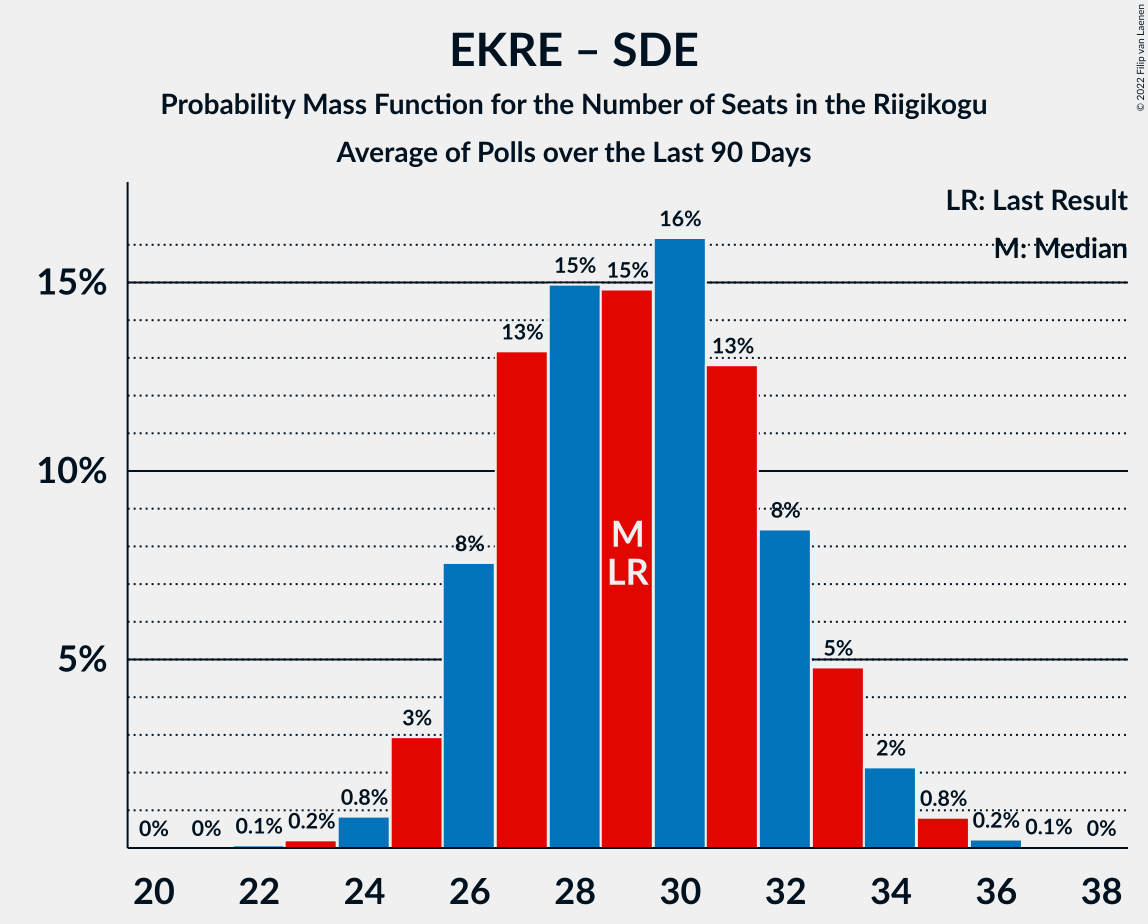 EKRE – SDE
Probability Mass Function for the Number of Seats in the Riigikogu
Average of Polls over the Last 90 Days
© 2022 Filip van Laenen
LR: Last Result
M: Median
15%
10%
5%
0%
0%
0.1%
0.2%
0.8%
3%
8%
13%
15%
15%
16%
13%
8%
5%
2%
0.8%
0.2%
0.1%
0%
M
LR
20 22 24 26 28 30 32 34 36 38